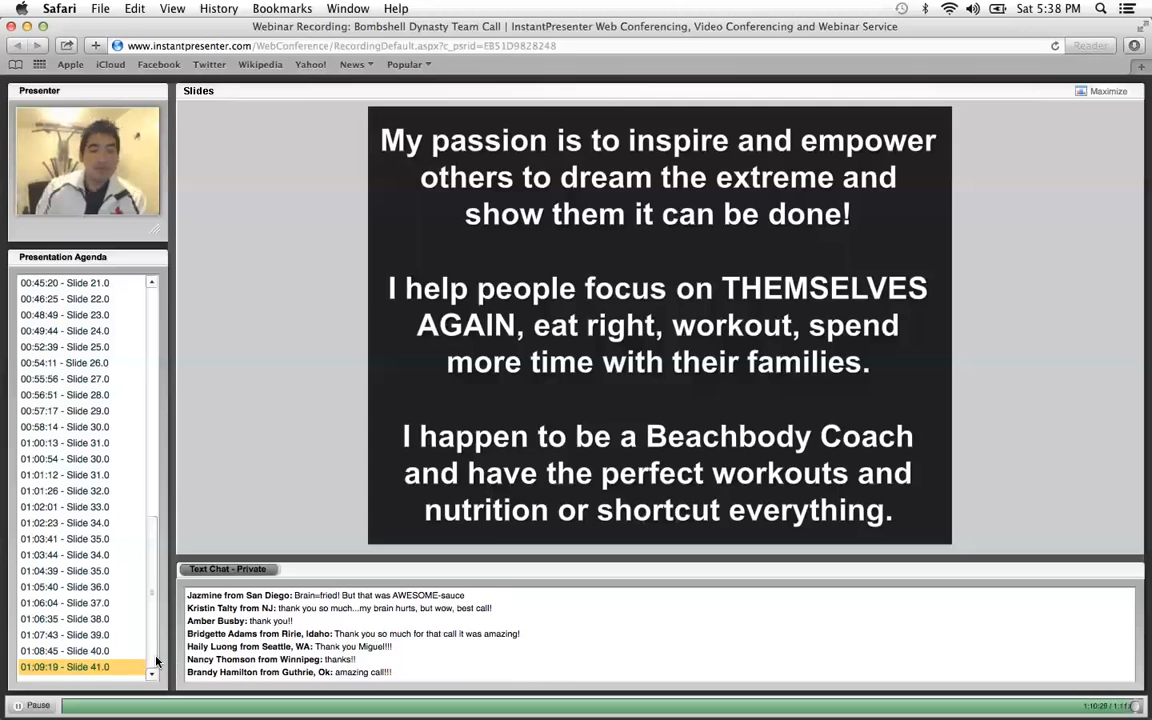 Safari File Edit View History Bookmarks Window Help Sat 5:38 PM
Webinar Recording: Bombshell Dynasty Team Call | InstantPresenter Web Conferencing, Video Conferencing and Webinar Service
www.instantpresenter.com/WebConference/RecordingDefault.aspx?c_psrid=EB51D9828248 Reader
Apple iCloud Facebook Twitter Wikipedia Yahoo! News Popular
Presenter
Slides
Maximize
My passion is to inspire and empower
others to dream the extreme and
show them it can be done!
I help people focus on THEMSELVES
AGAIN, eat right, workout, spend
more time with their families.
I happen to be a Beachbody Coach
and have the perfect workouts and
nutrition or shortcut everything.
Presentation Agenda
00:45:20 - Slide 21.0
00:46:25 - Slide 22.0
00:48:49 - Slide 23.0
00:49:44 - Slide 24.0
00:52:39 - Slide 25.0
00:54:11 - Slide 26.0
00:55:56 - Slide 27.0
00:56:51 - Slide 28.0
00:57:17 - Slide 29.0
00:58:14 - Slide 30.0
01:00:13 - Slide 31.0
01:00:54 - Slide 30.0
01:01:12 - Slide 31.0
01:01:26 - Slide 32.0
01:02:01 - Slide 33.0
01:02:23 - Slide 34.0
01:03:41 - Slide 35.0
01:03:44 - Slide 34.0
01:04:39 - Slide 35.0
01:05:40 - Slide 36.0
01:06:04 - Slide 37.0
01:06:35 - Slide 38.0
01:07:43 - Slide 39.0
01:08:45 - Slide 40.0
01:09:19 - Slide 41.0
Text Chat - Private
Jazmine from San Diego: Brain=fried! But that was AWESOME-sauce
Kristin Talty from NJ: thank you so much...my brain hurts, but wow, best call!
Amber Busby: thank you!!
Bridgette Adams from Ririe, Idaho: Thank you so much for that call it was amazing!
Haily Luong from Seattle, WA: Thank you Miguel!!!
Nancy Thomson from Winnipeg: thanks!!
Brandy Hamilton from Guthrie, Ok: amazing call!!!
Pause 1:10:29 /